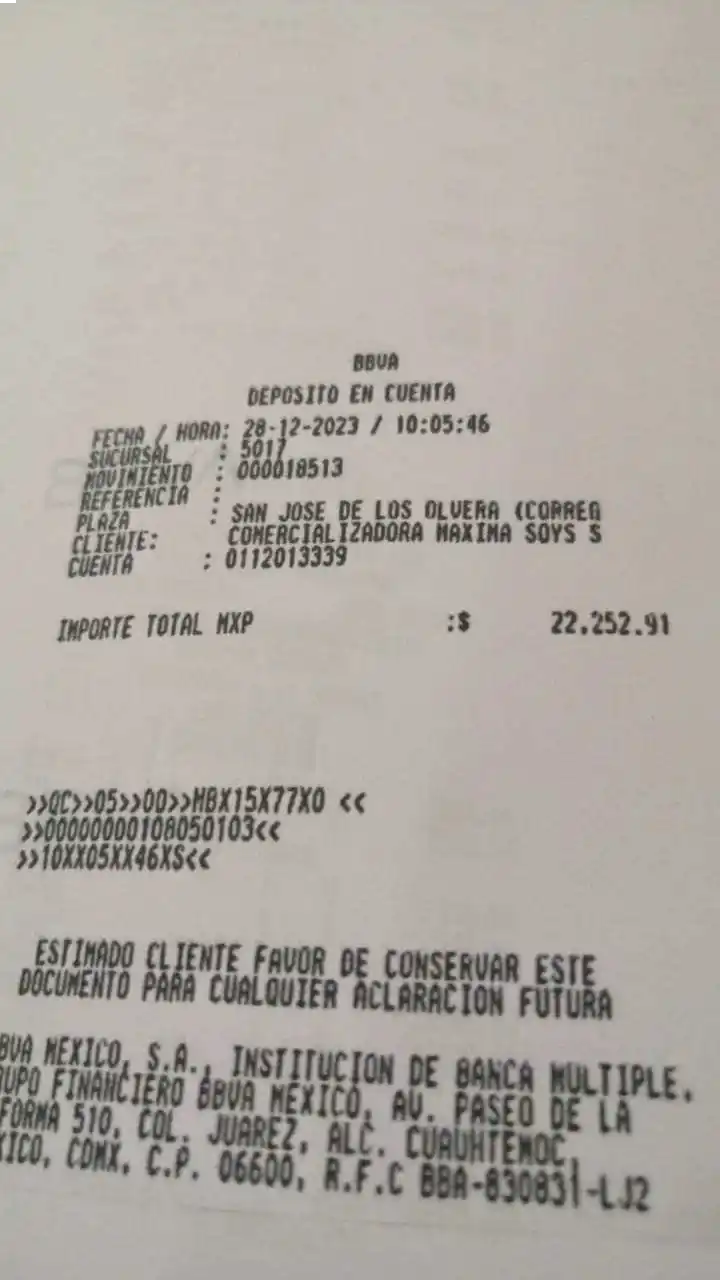 BBVA
DEPOSITO EN CUENTA
FECHA / HORA: 28-12-2023 / 10:05:46
SUCURSAL : 5017
MOVIMIENTO : 000018513
REFERENCIA :
PLAZA : SAN JOSE DE LOS OLVERA (CORREG
CLIENTE: COMERCIALIZADORA MAXIMA SOYS S
CUENTA : 0112013339
IMPORTE TOTAL MXP :$ 22,252.91
>>QC>>05>>00>>MBX15X77XO <<
>>00000000108050103<<
>>10XX05XX46XS<<
ESTIMADO CLIENTE FAVOR DE CONSERVAR ESTE
DOCUMENTO PARA CUALQUIER ACLARACION FUTURA
BVA MEXICO, S.A., INSTITUCION DE BANCA MULTIPLE,
UPO FINANCIERO BBVA MEXICO, AV. PASEO DE LA
FORMA 510, COL. JUAREZ, ALC. CUAUHTEMOC,
XICO, CDMX, C.P. 06600, R.F.C BBA-830831-LJ2